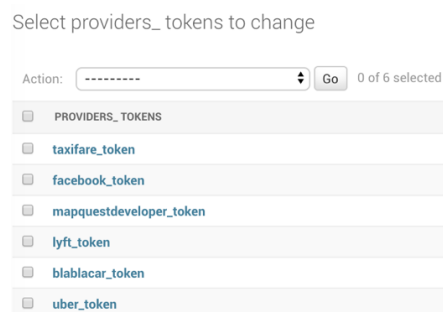 Select providers_ tokens to change
Action: --------- Go 0 of 6 selected
PROVIDERS_ TOKENS
taxifare_token
facebook_token
mapquestdeveloper_token
lyft_token
blablacar_token
uber_token